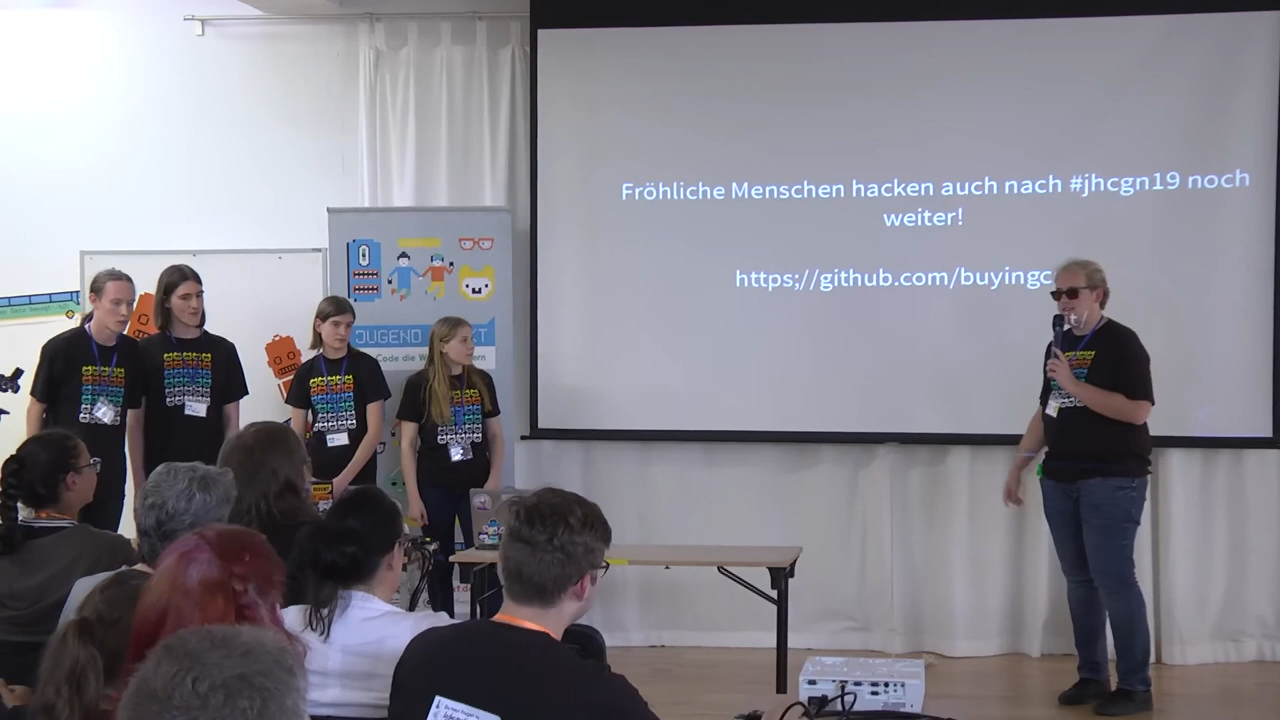 Fröhliche Menschen hacken auch nach #jhcgn19 noch
weiter!
https;//github.com/buyingc
JUGEND
Code die